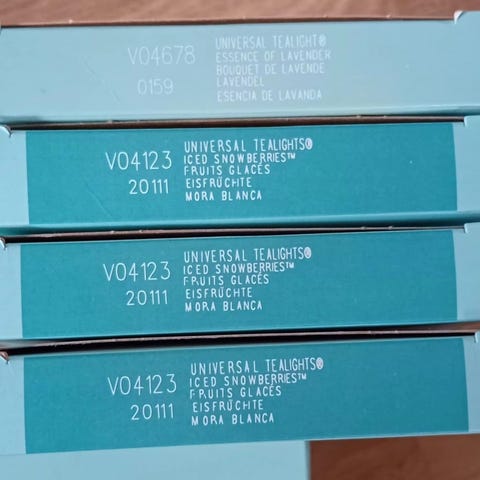 V04678
0159
UNIVERSAL TEALIGHT®
ESSENCE OF LAVENDER
BOUQUET DE LAVENDE
LAVENDEL
ESENCIA DE LAVANDA
V04123
20111
UNIVERSAL TEALIGHTS®
ICED SNOWBERRIES™
FRUITS GLACÉS
EISFRÜCHTE
MORA BLANCA
V04123
20111
UNIVERSAL TEALIGHTS®
ICED SNOWBERRIES™
FRUITS GLACÉS
EISFRÜCHTE
MORA BLANCA
V04123
20111
UNIVERSAL TEALIGHTS®
ICED SNOWBERRIES™
FRUITS GLACÉS
EISFRÜCHTE
MORA BLANCA